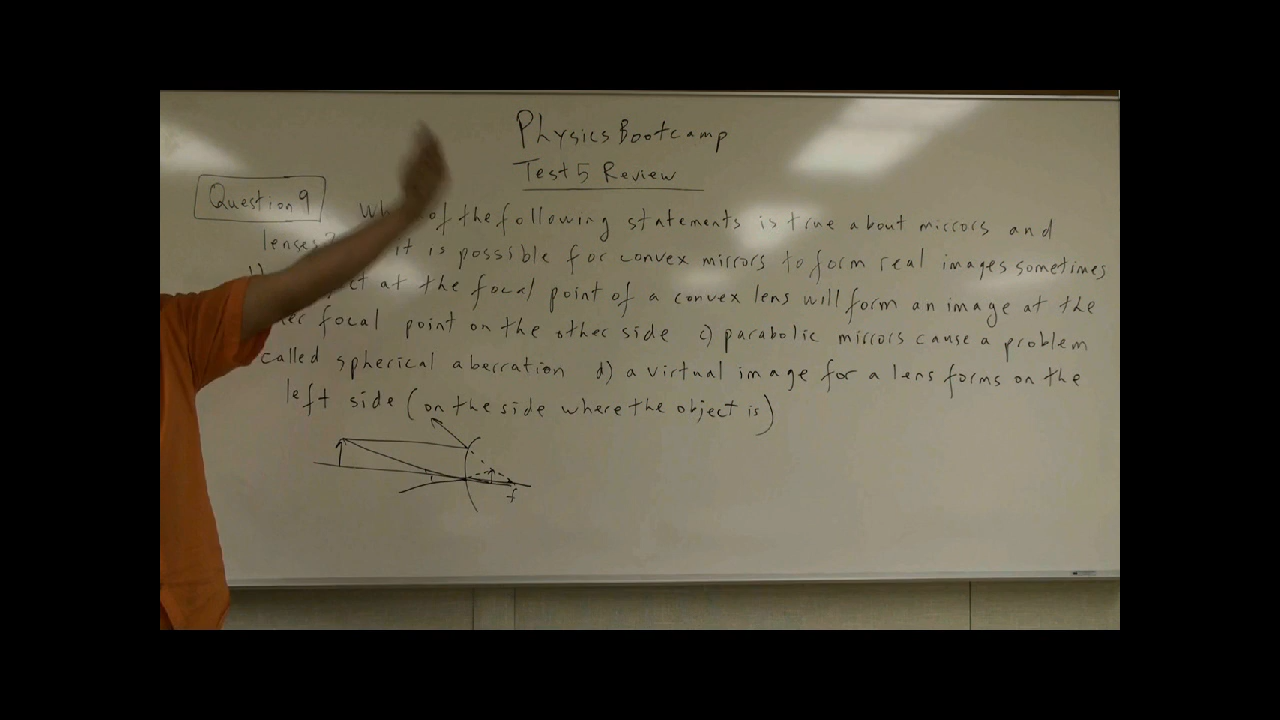 Physics Bootcamp
Test 5 Review
Question 9
of the following statements is true about mirrors and
lenses? it is possible for convex mirrors to form real images sometimes
at the focal point of a convex lens will form an image at the
focal point on the other side c) parabolic mirrors cause a problem
called spherical aberration d) a virtual image for a lens forms on the
left side (on the side where the object is)
f